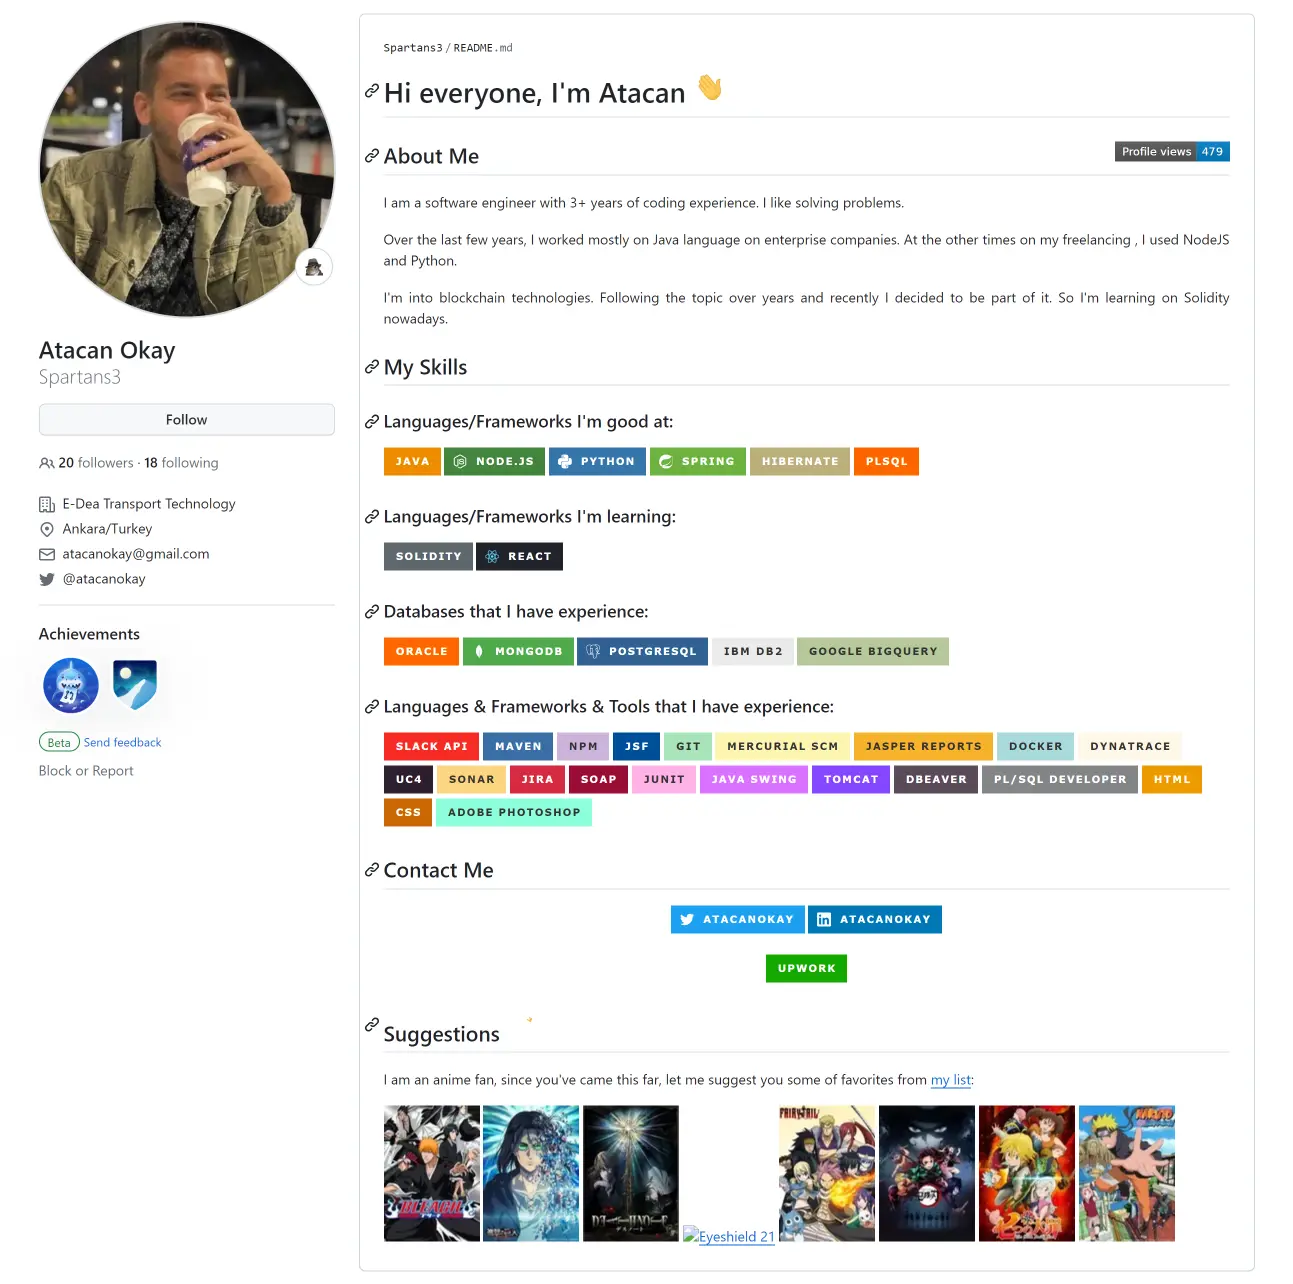 Atacan Okay
Spartans3
Follow
20 followers · 18 following
E-Dea Transport Technology
Ankara/Turkey
atacanokay@gmail.com
@atacanokay
Achievements
Beta Send feedback
Block or Report
Spartans3 / README.md
Hi everyone, I'm Atacan 👋
About Me
Profile views 479
I am a software engineer with 3+ years of coding experience. I like solving problems.
Over the last few years, I worked mostly on Java language on enterprise companies. At the other times on my freelancing , I used NodeJS
and Python.
I'm into blockchain technologies. Following the topic over years and recently I decided to be part of it. So I'm learning on Solidity
nowadays.
My Skills
Languages/Frameworks I'm good at:
JAVA NODE.JS PYTHON SPRING HIBERNATE PLSQL
Languages/Frameworks I'm learning:
SOLIDITY REACT
Databases that I have experience:
ORACLE MONGODB POSTGRESQL IBM DB2 GOOGLE BIGQUERY
Languages & Frameworks & Tools that I have experience:
SLACK API MAVEN NPM JSF GIT MERCURIAL SCM JASPER REPORTS DOCKER DYNATRACE
UC4 SONAR JIRA SOAP JUNIT JAVA SWING TOMCAT DBEAVER PL/SQL DEVELOPER HTML
CSS ADOBE PHOTOSHOP
Contact Me
ATACANOKAY ATACANOKAY
UPWORK
Suggestions
I am an anime fan, since you've came this far, let me suggest you some of favorites from my list:
BLEACH
FAIRY TAIL
NARUTO
Eyeshield 21